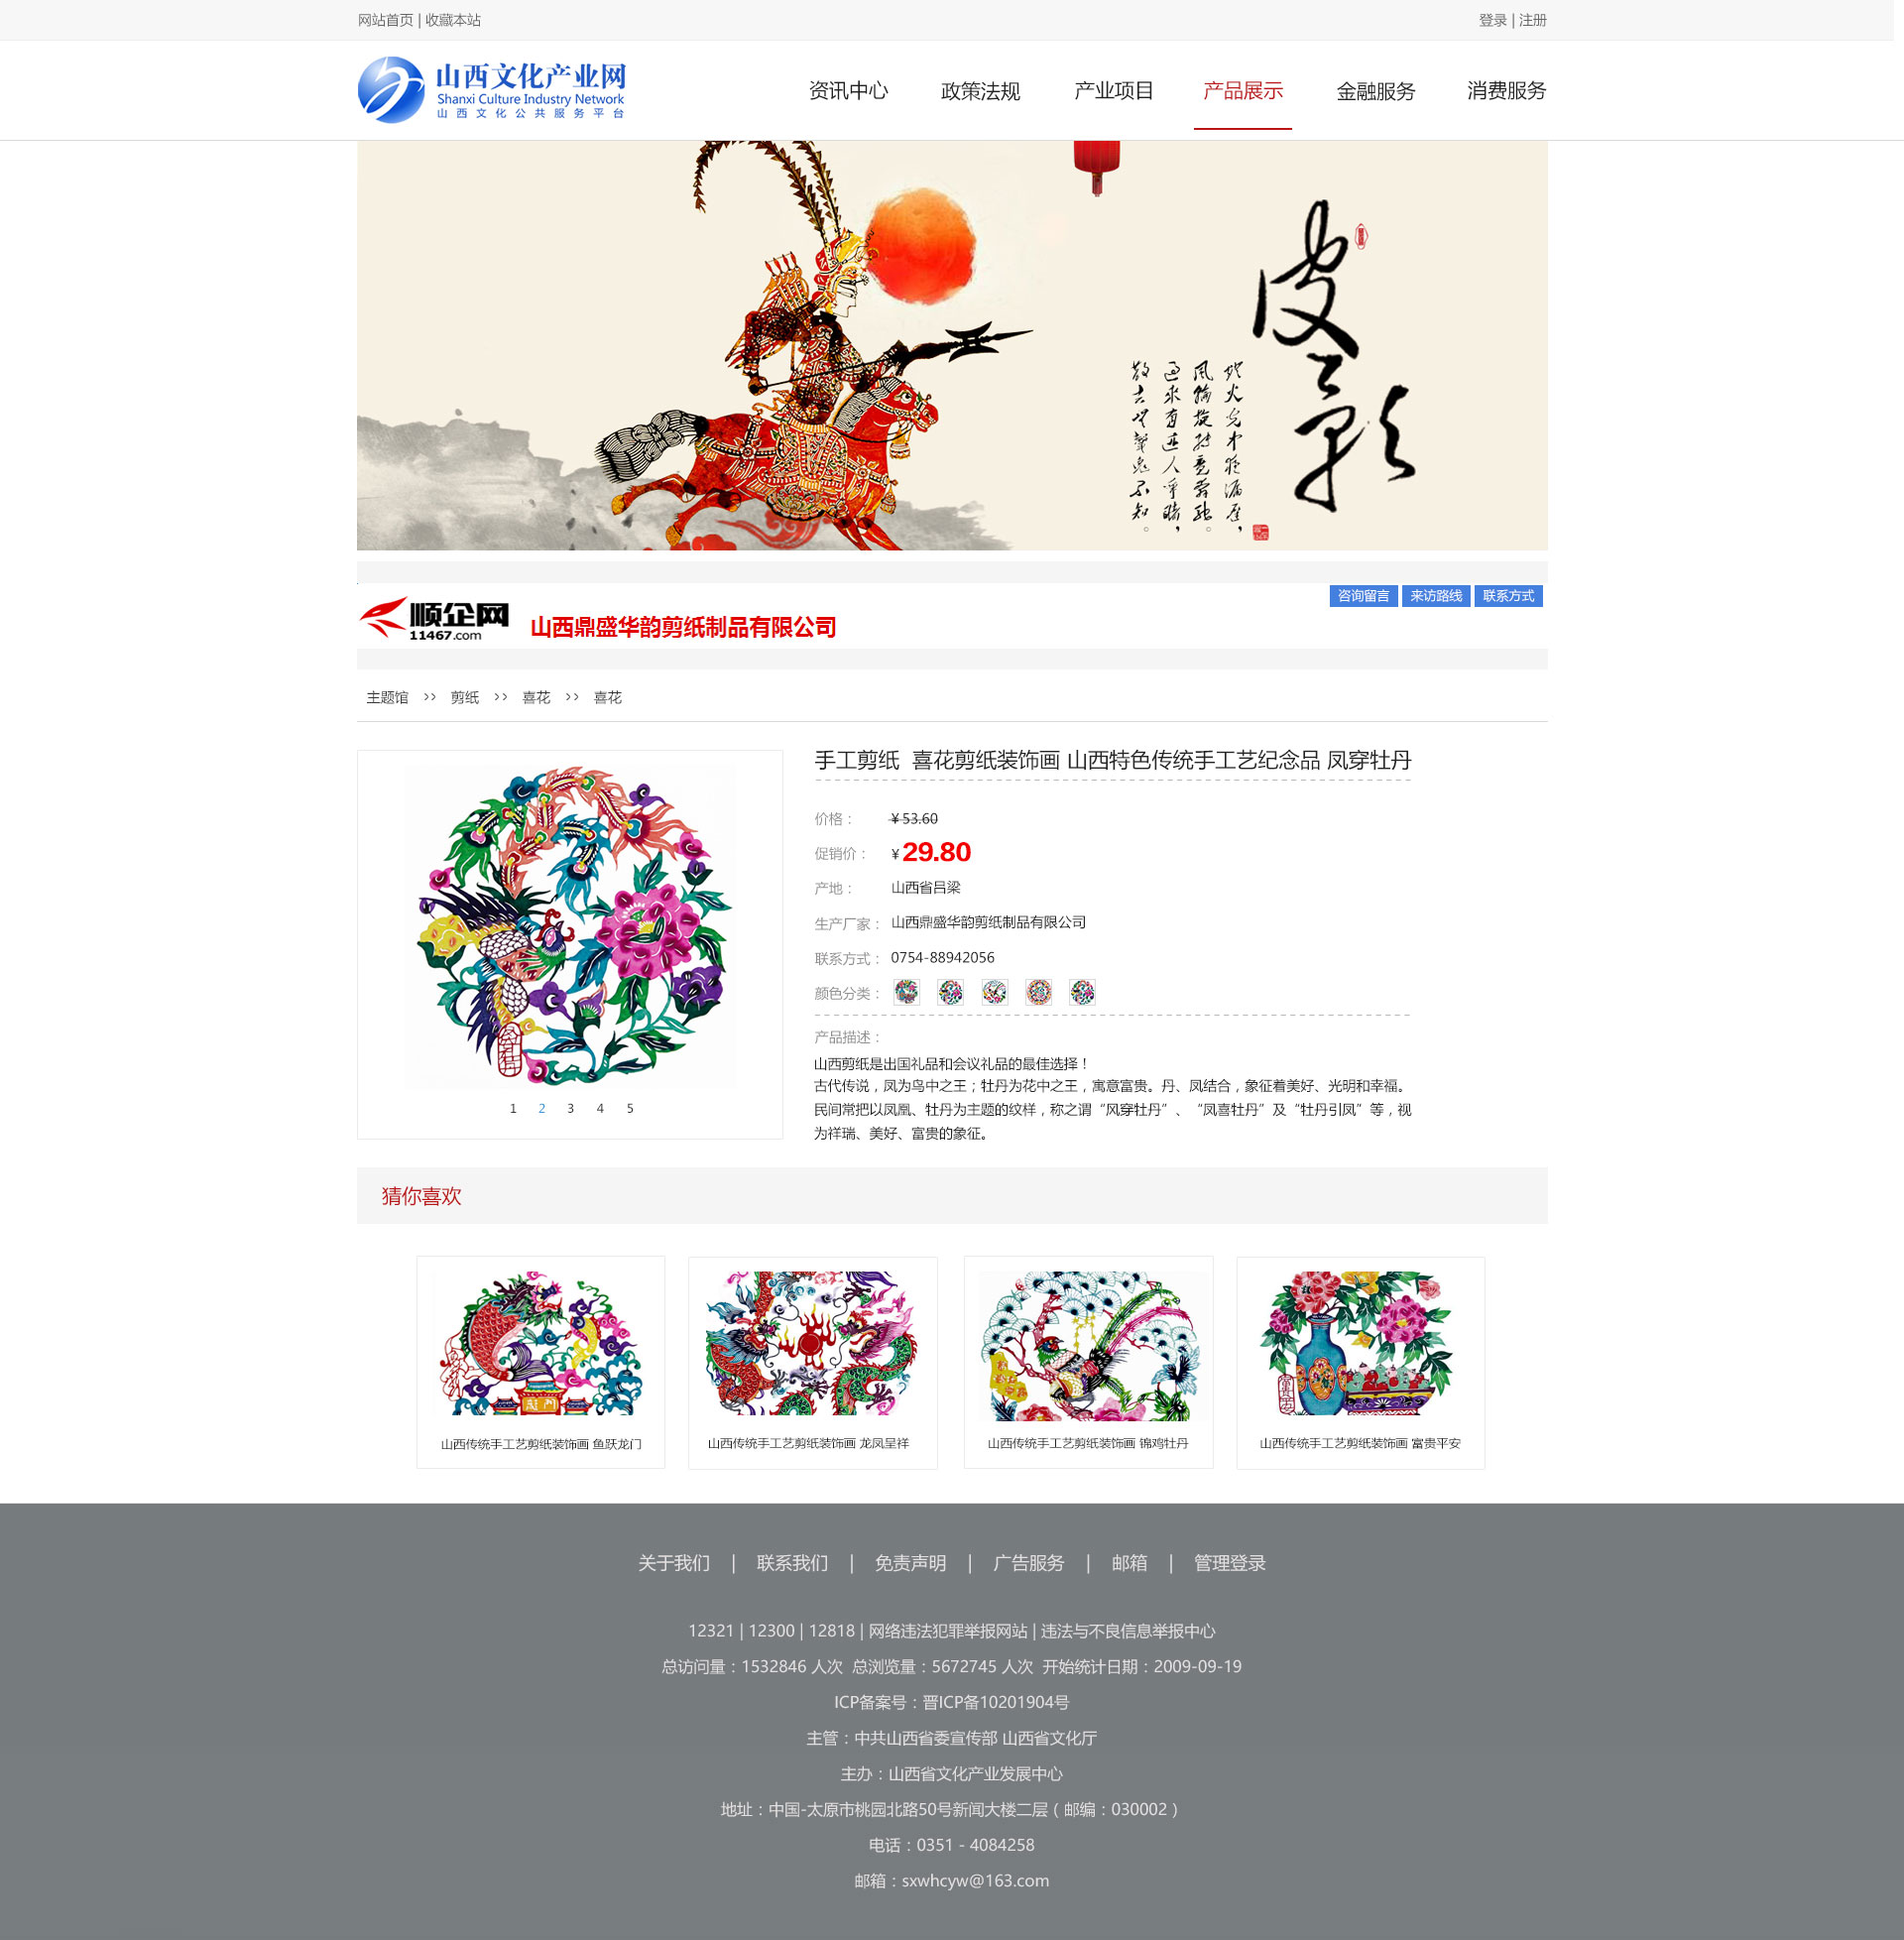 网站首页 | 收藏本站
登录 | 注册
山西文化产业网
Shanxi Culture Industry Network
山西文化公共服务平台
资讯中心 政策法规 产业项目 产品展示 金融服务 消费服务
皮影
咨询留言 来访路线 联系方式
顺企网
11467.com
山西鼎盛华韵剪纸制品有限公司
主题馆 >> 剪纸 >> 喜花 >> 喜花
手工剪纸 喜花剪纸装饰画 山西特色传统手工艺纪念品 凤穿牡丹
价格： ¥ 53.60
促销价： ¥ 29.80
产地： 山西省吕梁
生产厂家： 山西鼎盛华韵剪纸制品有限公司
联系方式： 0754-88942056
颜色分类：
产品描述：
山西剪纸是出国礼品和会议礼品的最佳选择！
古代传说，凤为鸟中之王；牡丹为花中之王，寓意富贵。丹、凤结合，象征着美好、光明和幸福。
民间常把以凤凰、牡丹为主题的纹样，称之谓“凤穿牡丹”、“凤喜牡丹”及“牡丹引凤”等，视
为祥瑞、美好、富贵的象征。
1 2 3 4 5
猜你喜欢
山西传统手工艺剪纸装饰画 鱼跃龙门
山西传统手工艺剪纸装饰画 龙凤呈祥
山西传统手工艺剪纸装饰画 锦鸡牡丹
山西传统手工艺剪纸装饰画 富贵平安
关于我们 | 联系我们 | 免责声明 | 广告服务 | 邮箱 | 管理登录
12321 | 12300 | 12818 | 网络违法犯罪举报网站 | 违法与不良信息举报中心
总访问量：1532846 人次 总浏览量：5672745 人次 开始统计日期：2009-09-19
ICP备案号：晋ICP备10201904号
主管：中共山西省委宣传部 山西省文化厅
主办：山西省文化产业发展中心
地址：中国-太原市桃园北路50号新闻大楼二层（邮编：030002）
电话：0351 - 4084258
邮箱：sxwhcyw@163.com